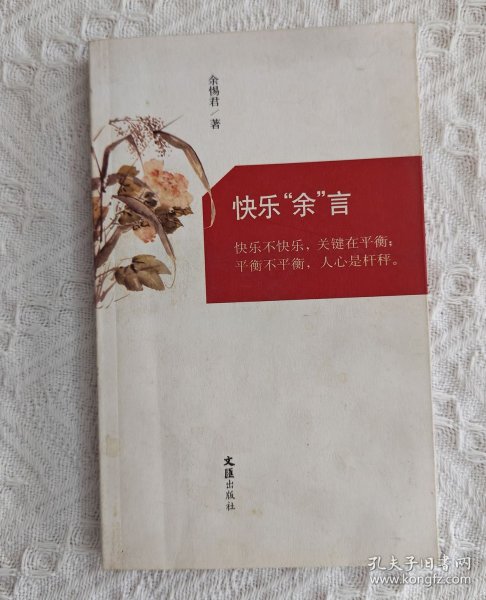 余惕君／著
快乐“余”言
快乐不快乐，关键在平衡；
平衡不平衡，人心是杆秤。
文匯出版社
孔夫子旧书网
www.kongfz.com